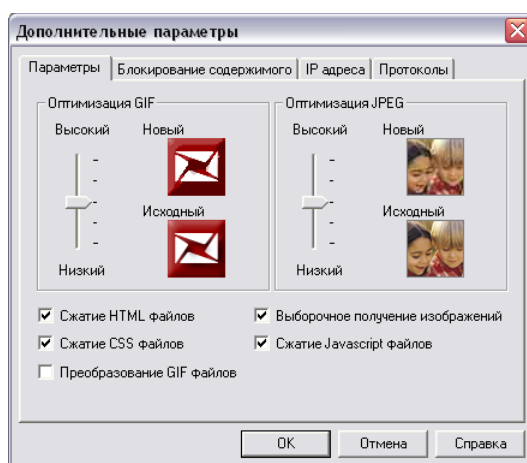 Дополнительные параметры
Параметры Блокирование содержимого IP адреса Протоколы
Оптимизация GIF Оптимизация JPEG
Высокий Новый Высокий Новый
Исходный Исходный
Низкий Низкий
Сжатие HTML файлов Выборочное получение изображений
Сжатие CSS файлов Сжатие Javascript файлов
Преобразование GIF файлов
OK Отмена Справка